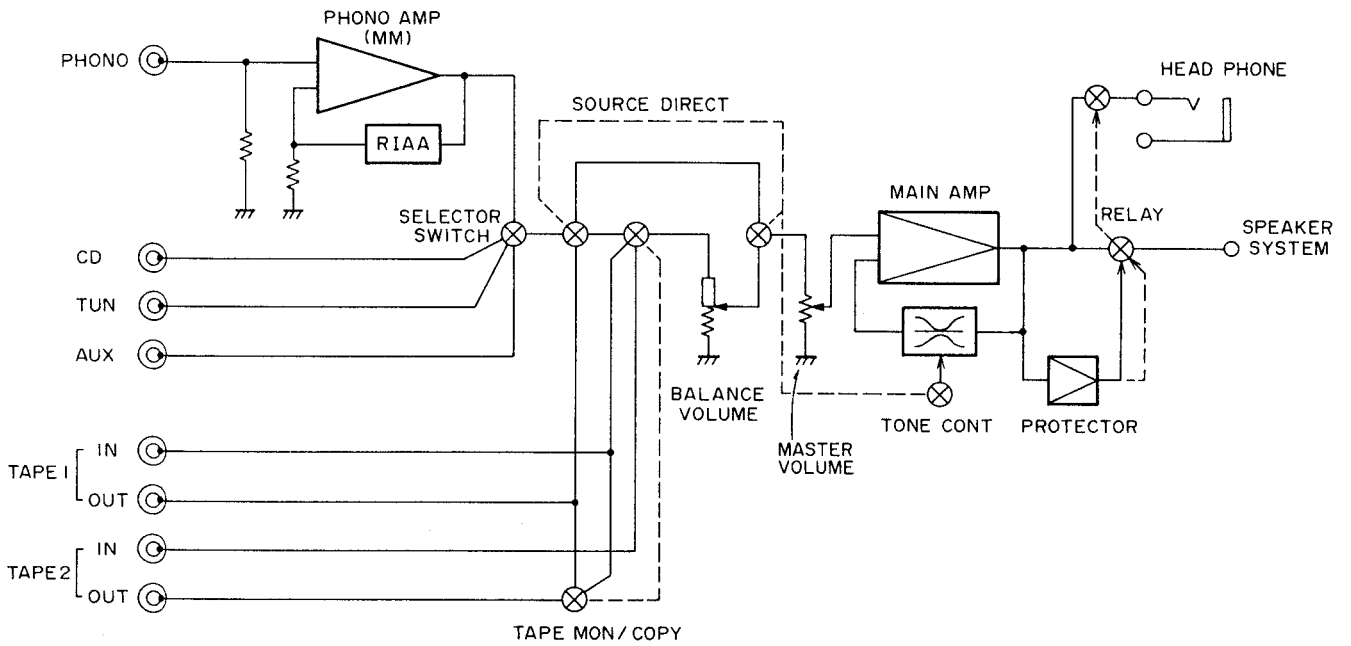 PHONO AMP
(MM)
PHONO
RIAA
SOURCE DIRECT
HEAD PHONE
MAIN AMP
RELAY
SPEAKER
SYSTEM
SELECTOR
SWITCH
CD
TUN
AUX
BALANCE
VOLUME
MASTER
VOLUME
TONE CONT
PROTECTOR
TAPE 1
IN
OUT
TAPE 2
IN
OUT
TAPE MON/COPY